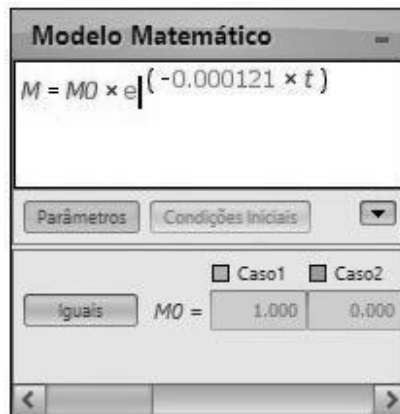 Modelo Matemático
M = M0 × e^(-0.000121 × t)
Parâmetros Condições Iniciais
Caso1 Caso2
Iguais M0 = 1.000 0.000